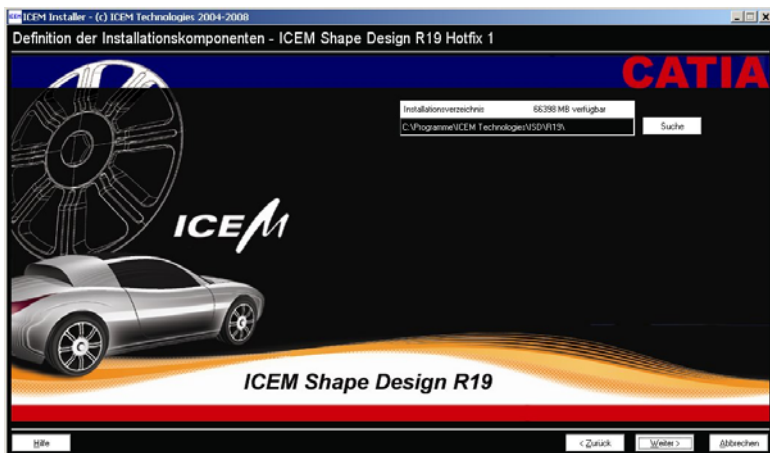 ICEM Installer - (c) ICEM Technologies 2004-2008
Definition der Installationskomponenten - ICEM Shape Design R19 Hotfix 1
CATIA
Installationsverzeichnis 66398 MB verfügbar
C:\Programme\ICEM Technologies\ISD\R19\
Suche
ICEM
ICEM Shape Design R19
Hilfe
< Zurück
Weiter >
Abbrechen